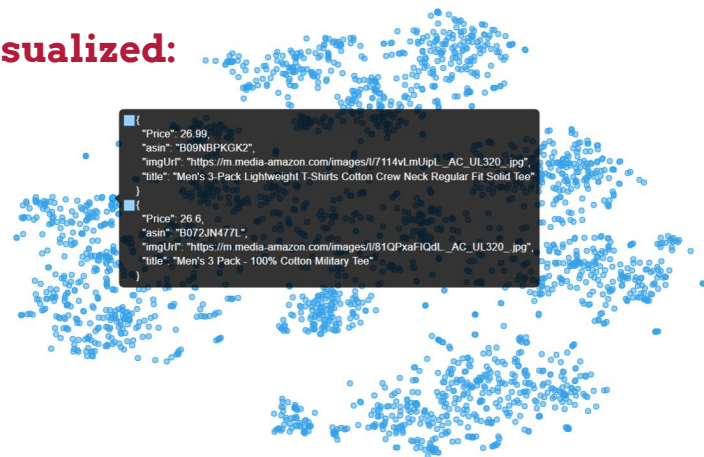 sualized:
{
"Price": 26.99,
"asin": "B09NBPKGK2",
"imgUrl": "https://m.media-amazon.com/images/I/7114vLmUipL._AC_UL320_.jpg",
"title": "Men's 3-Pack Lightweight T-Shirts Cotton Crew Neck Regular Fit Solid Tee"
}
{
"Price": 26.6,
"asin": "B072JN477L",
"imgUrl": "https://m.media-amazon.com/images/I/81QPxaFIQdL._AC_UL320_.jpg",
"title": "Men's 3 Pack - 100% Cotton Military Tee"
}